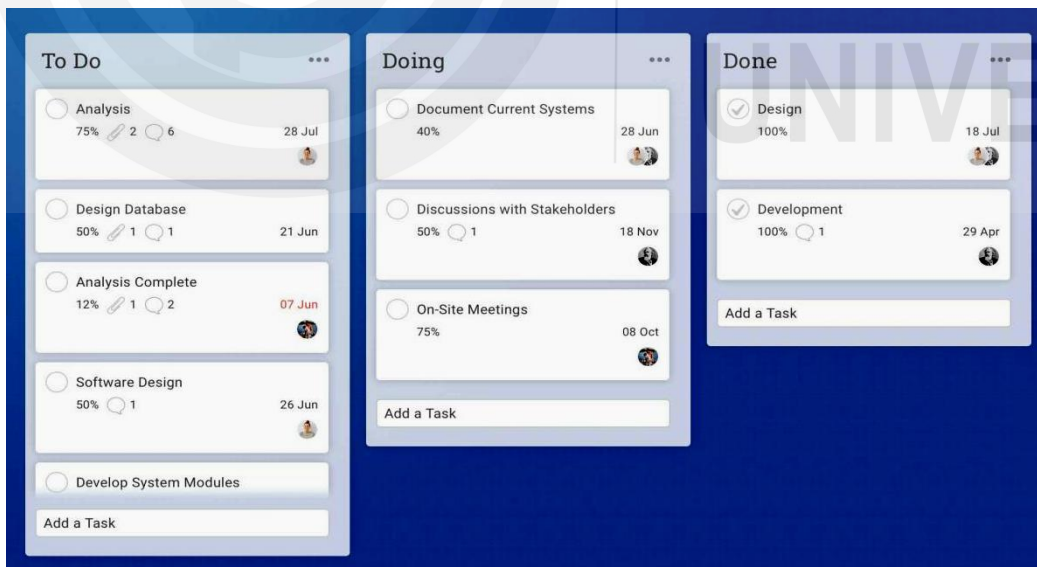 To Do
Analysis
75% 2 6 28 Jul
Design Database
50% 1 1 21 Jun
Analysis Complete
12% 1 2 07 Jun
Software Design
50% 1 26 Jun
Develop System Modules
Add a Task
Doing
Document Current Systems
40% 28 Jun
Discussions with Stakeholders
50% 1 18 Nov
On-Site Meetings
75% 08 Oct
Add a Task
Done
Design
100% 18 Jul
Development
100% 1 29 Apr
Add a Task
UNIVE